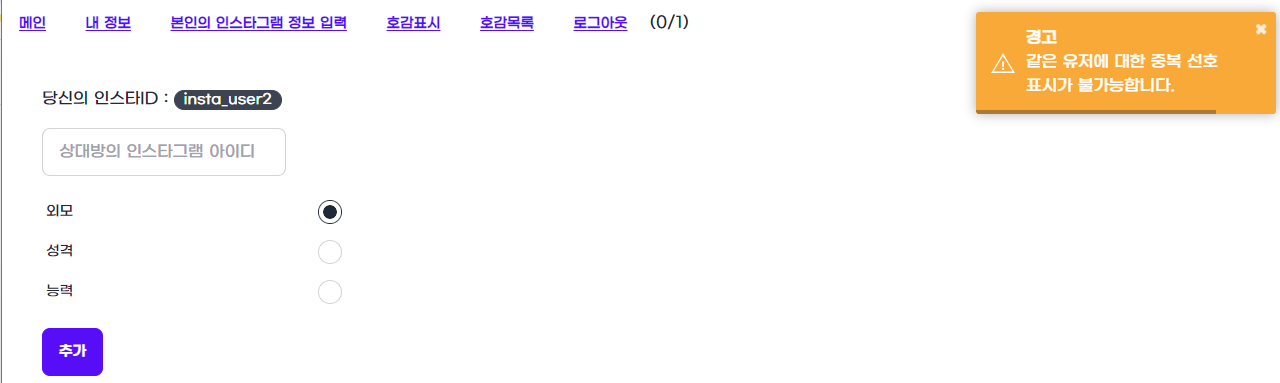 메인 내 정보 본인의 인스타그램 정보 입력 호감표시 호감목록 로그아웃 (0/1)
경고
같은 유저에 대한 중복 선호
표시가 불가능합니다.
당신의 인스타ID : insta_user2
상대방의 인스타그램 아이디
외모
성격
능력
추가